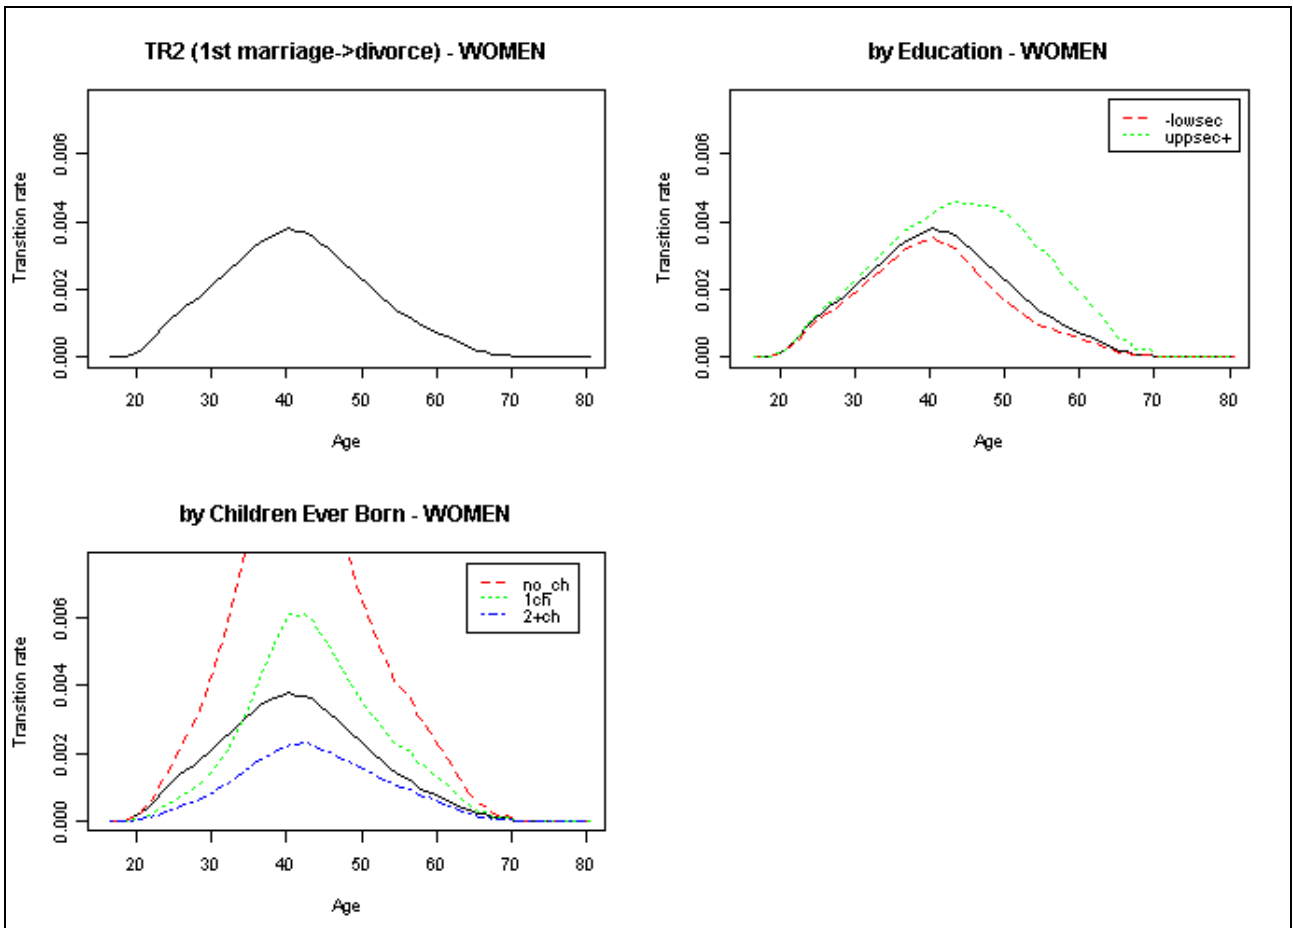 TR2 (1st marriage->divorce) - WOMEN
Transition rate
0.000 0.002 0.004 0.006
20 30 40 50 60 70 80
Age
by Education - WOMEN
-lowsec
uppsec+
Transition rate
0.000 0.002 0.004 0.006
20 30 40 50 60 70 80
Age
by Children Ever Born - WOMEN
no_ch
1ch
2+ch
Transition rate
0.000 0.002 0.004 0.006
20 30 40 50 60 70 80
Age